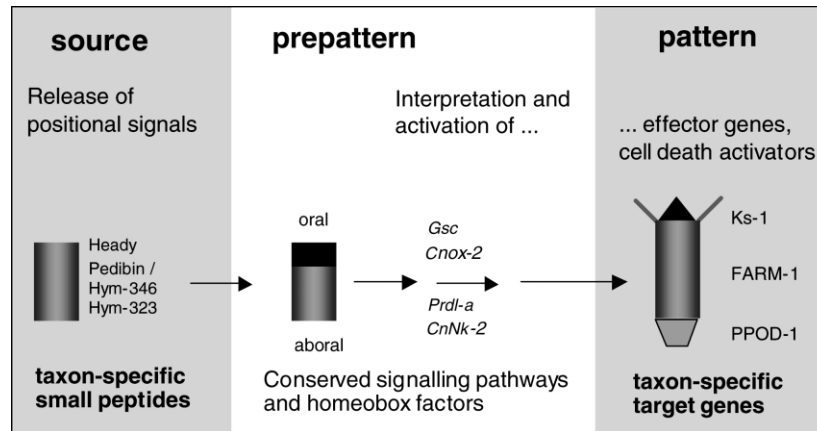 source
Release of
positional signals
Heady
Pedibin /
Hym-346
Hym-323
taxon-specific
small peptides
prepattern
Interpretation and
activation of ...
oral
aboral
Gsc
Cnox-2
Prdl-a
CnNk-2
Conserved signalling pathways
and homeobox factors
pattern
... effector genes,
cell death activators
Ks-1
FARM-1
PPOD-1
taxon-specific
target genes